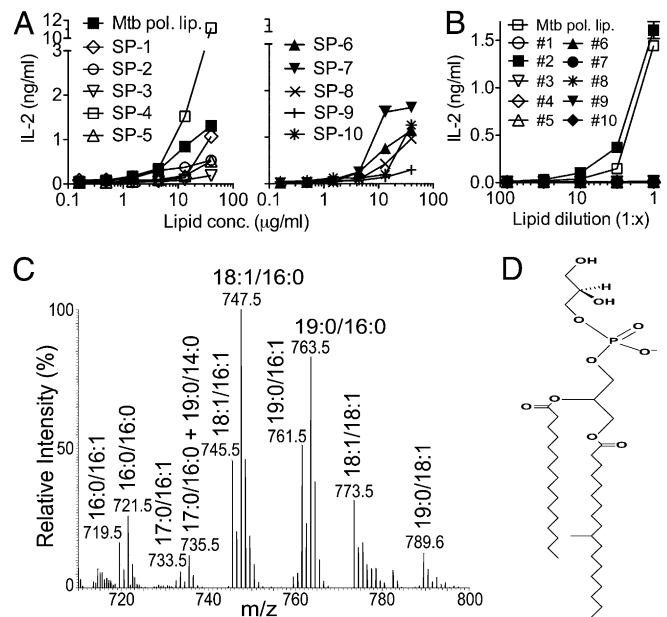 A
IL-2 (ng/ml)
12
3
2
1
0
Mtb pol. lip.
SP-1
SP-2
SP-3
SP-4
SP-5
SP-6
SP-7
SP-8
SP-9
SP-10
0.1 1 10 100
0.1 1 10 100
Lipid conc. (μg/ml)
B
IL-2 (ng/ml)
1.5
1.0
0.5
0.0
Mtb pol. lip.
#1 #6
#2 #7
#3 #8
#4 #9
#5 #10
100 10 1
Lipid dilution (1:x)
C
Relative Intensity (%)
100
50
0
16:0/16:1
719.5
16:0/16:0
721.5
17:0/16:1
733.5
17:0/16:0 + 19:0/14:0
735.5
18:1/16:1
745.5
18:1/16:0
747.5
19:0/16:1
761.5
19:0/16:0
763.5
18:1/18:1
773.5
19:0/18:1
789.6
720 740 760 780 800
m/z
D
OH
H
OH
O
O
P
O−
O
O
O
O
O